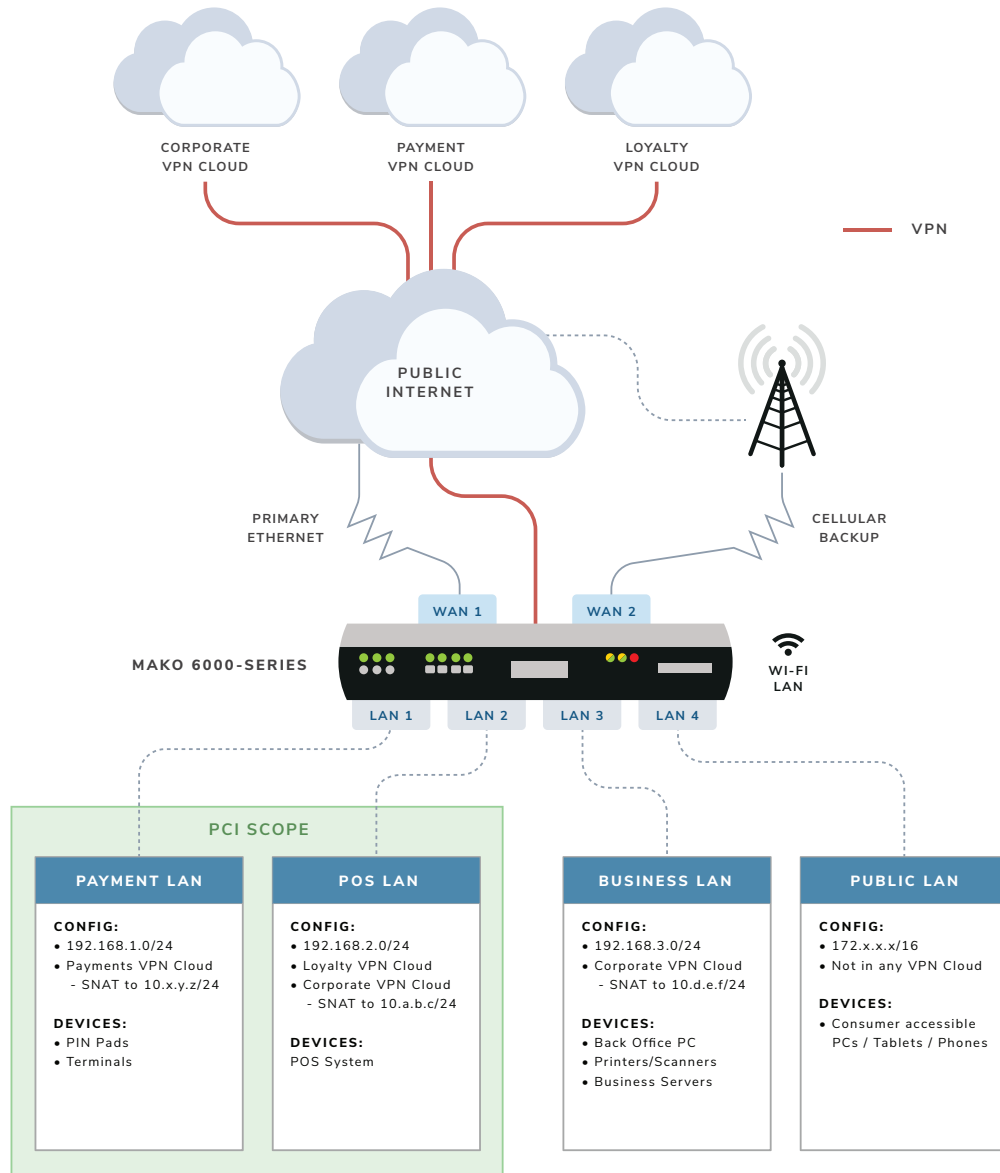 CORPORATE
VPN CLOUD
PAYMENT
VPN CLOUD
LOYALTY
VPN CLOUD
VPN
PUBLIC
INTERNET
PRIMARY
ETHERNET
CELLULAR
BACKUP
WAN 1
WAN 2
MAKO 6000-SERIES
WI-FI
LAN
LAN 1
LAN 2
LAN 3
LAN 4
PCI SCOPE
PAYMENT LAN
CONFIG:
• 192.168.1.0/24
• Payments VPN Cloud
- SNAT to 10.x.y.z/24
DEVICES:
• PIN Pads
• Terminals
POS LAN
CONFIG:
• 192.168.2.0/24
• Loyalty VPN Cloud
• Corporate VPN Cloud
- SNAT to 10.a.b.c/24
DEVICES:
POS System
BUSINESS LAN
CONFIG:
• 192.168.3.0/24
• Corporate VPN Cloud
- SNAT to 10.d.e.f/24
DEVICES:
• Back Office PC
• Printers/Scanners
• Business Servers
PUBLIC LAN
CONFIG:
• 172.x.x.x/16
• Not in any VPN Cloud
DEVICES:
• Consumer accessible
PCs / Tablets / Phones